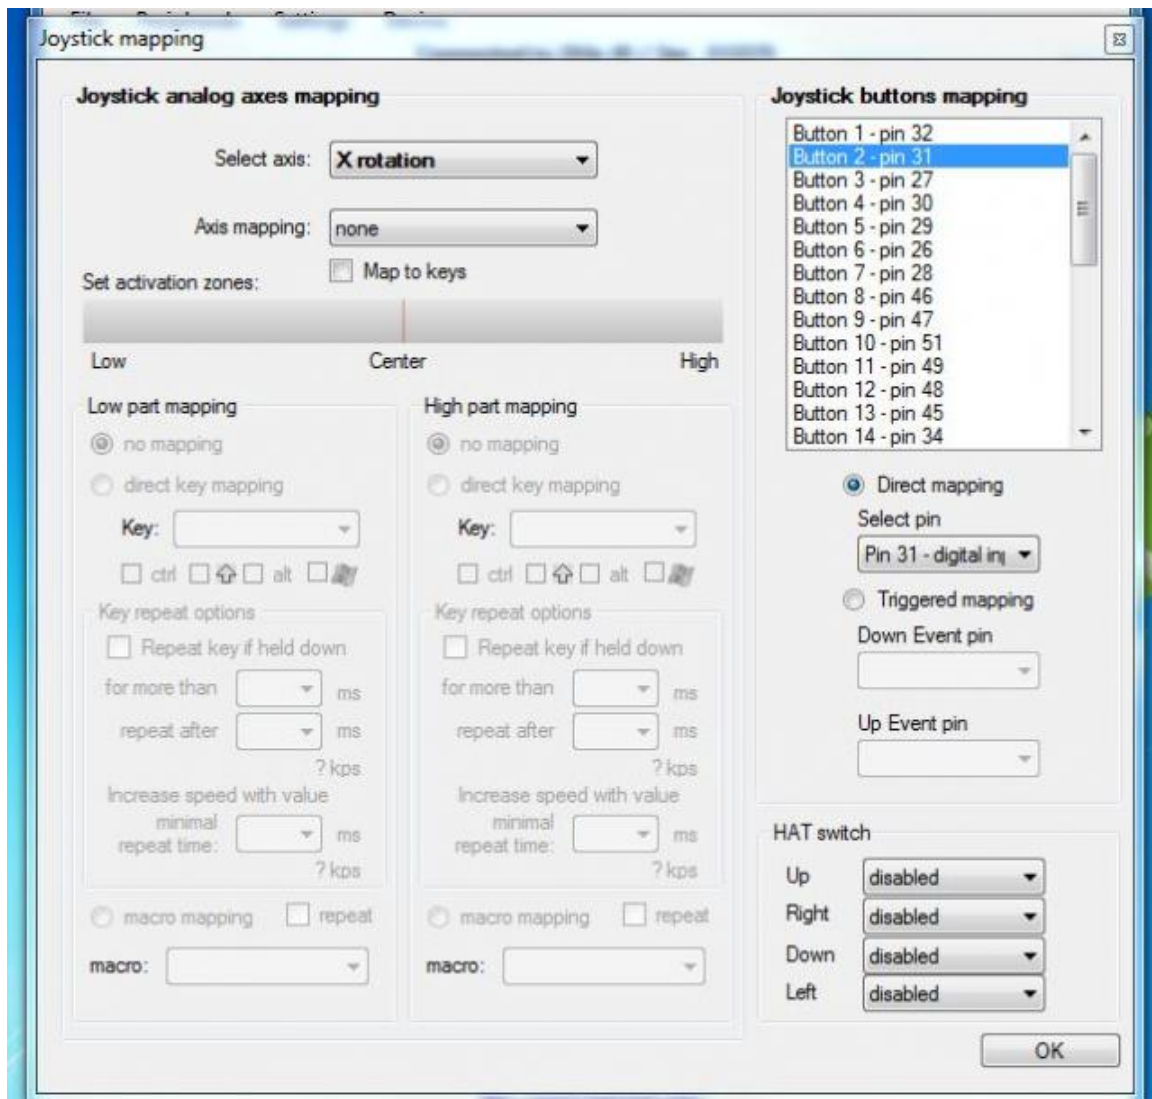 Joystick mapping
Joystick analog axes mapping
Select axis: X rotation
Axis mapping: none
Map to keys
Set activation zones:
Low Center High
Low part mapping
no mapping
direct key mapping
Key:
ctrl alt
Key repeat options
Repeat key if held down
for more than ms
repeat after ms
? kps
Increase speed with value
minimal
repeat time: ms
? kps
macro mapping repeat
macro:
High part mapping
no mapping
direct key mapping
Key:
ctrl alt
Key repeat options
Repeat key if held down
for more than ms
repeat after ms
? kps
Increase speed with value
minimal
repeat time: ms
? kps
macro mapping repeat
macro:
Joystick buttons mapping
Button 1 - pin 32
Button 2 - pin 31
Button 3 - pin 27
Button 4 - pin 30
Button 5 - pin 29
Button 6 - pin 26
Button 7 - pin 28
Button 8 - pin 46
Button 9 - pin 47
Button 10 - pin 51
Button 11 - pin 49
Button 12 - pin 48
Button 13 - pin 45
Button 14 - pin 34
Direct mapping
Select pin
Pin 31 - digital inp
Triggered mapping
Down Event pin
Up Event pin
HAT switch
Up disabled
Right disabled
Down disabled
Left disabled
OK